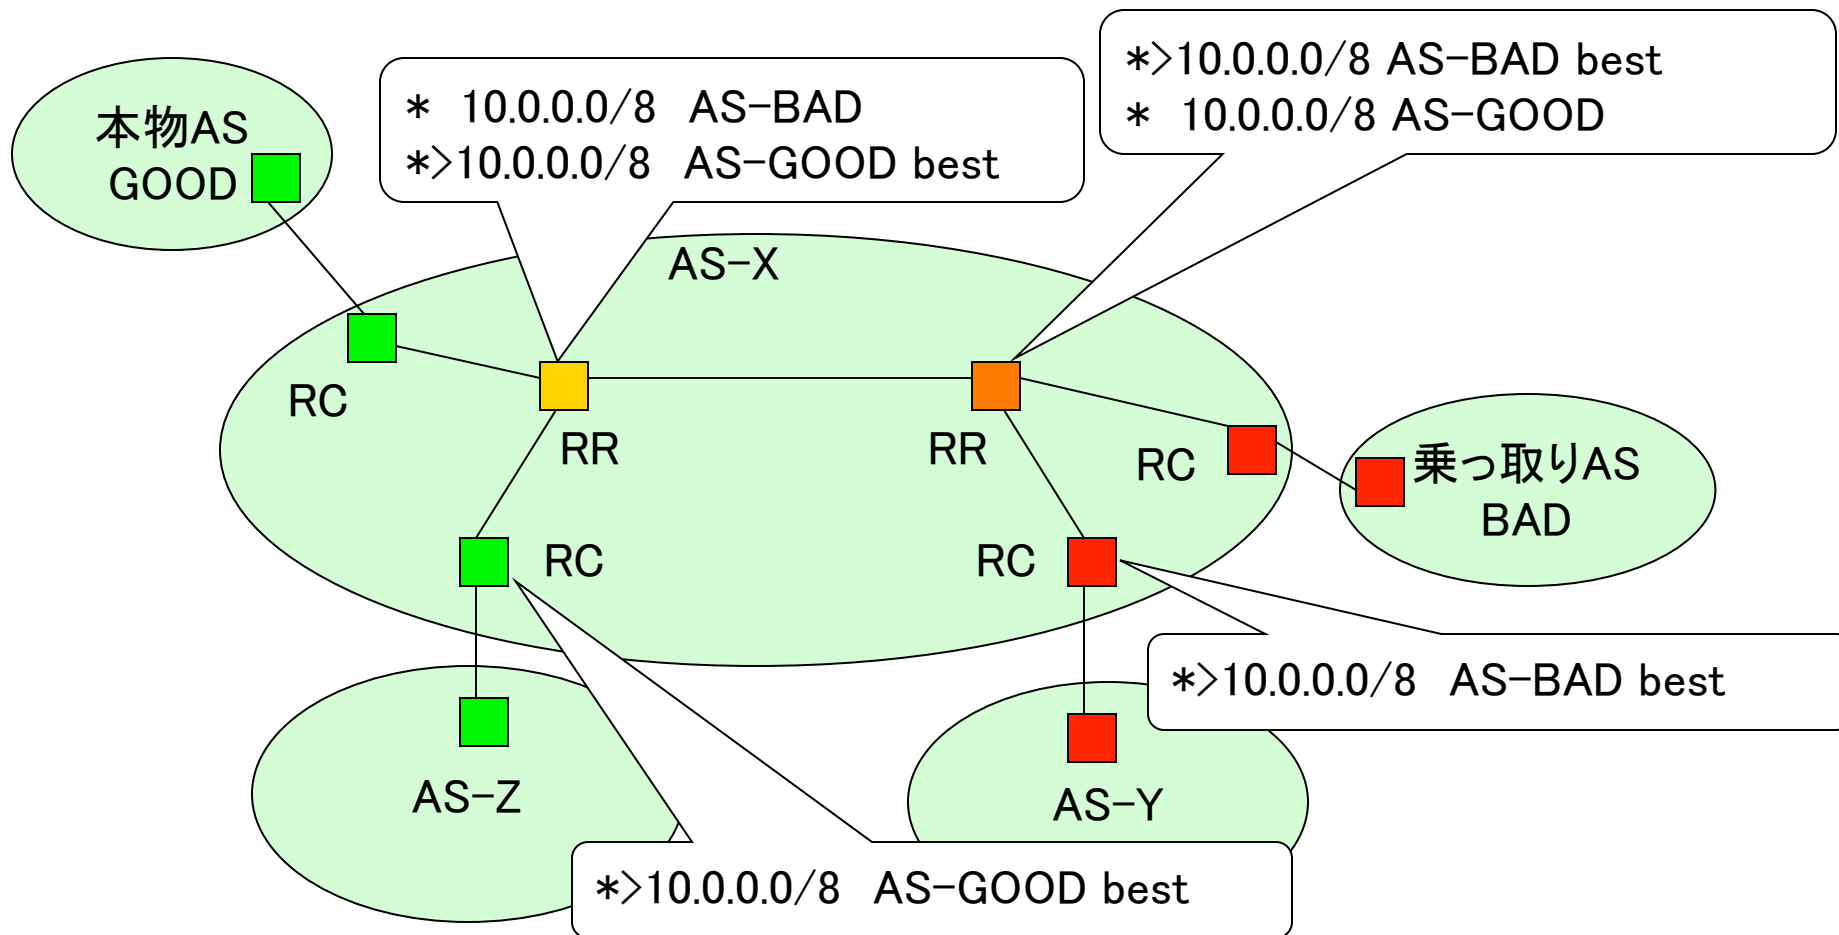 *>10.0.0.0/8 AS-BAD best
* 10.0.0.0/8 AS-GOOD
* 10.0.0.0/8 AS-BAD
*>10.0.0.0/8 AS-GOOD best
本物AS
GOOD
AS-X
RC
RR
RR
RC
乗っ取りAS
BAD
RC
RC
*>10.0.0.0/8 AS-BAD best
AS-Z
AS-Y
*>10.0.0.0/8 AS-GOOD best